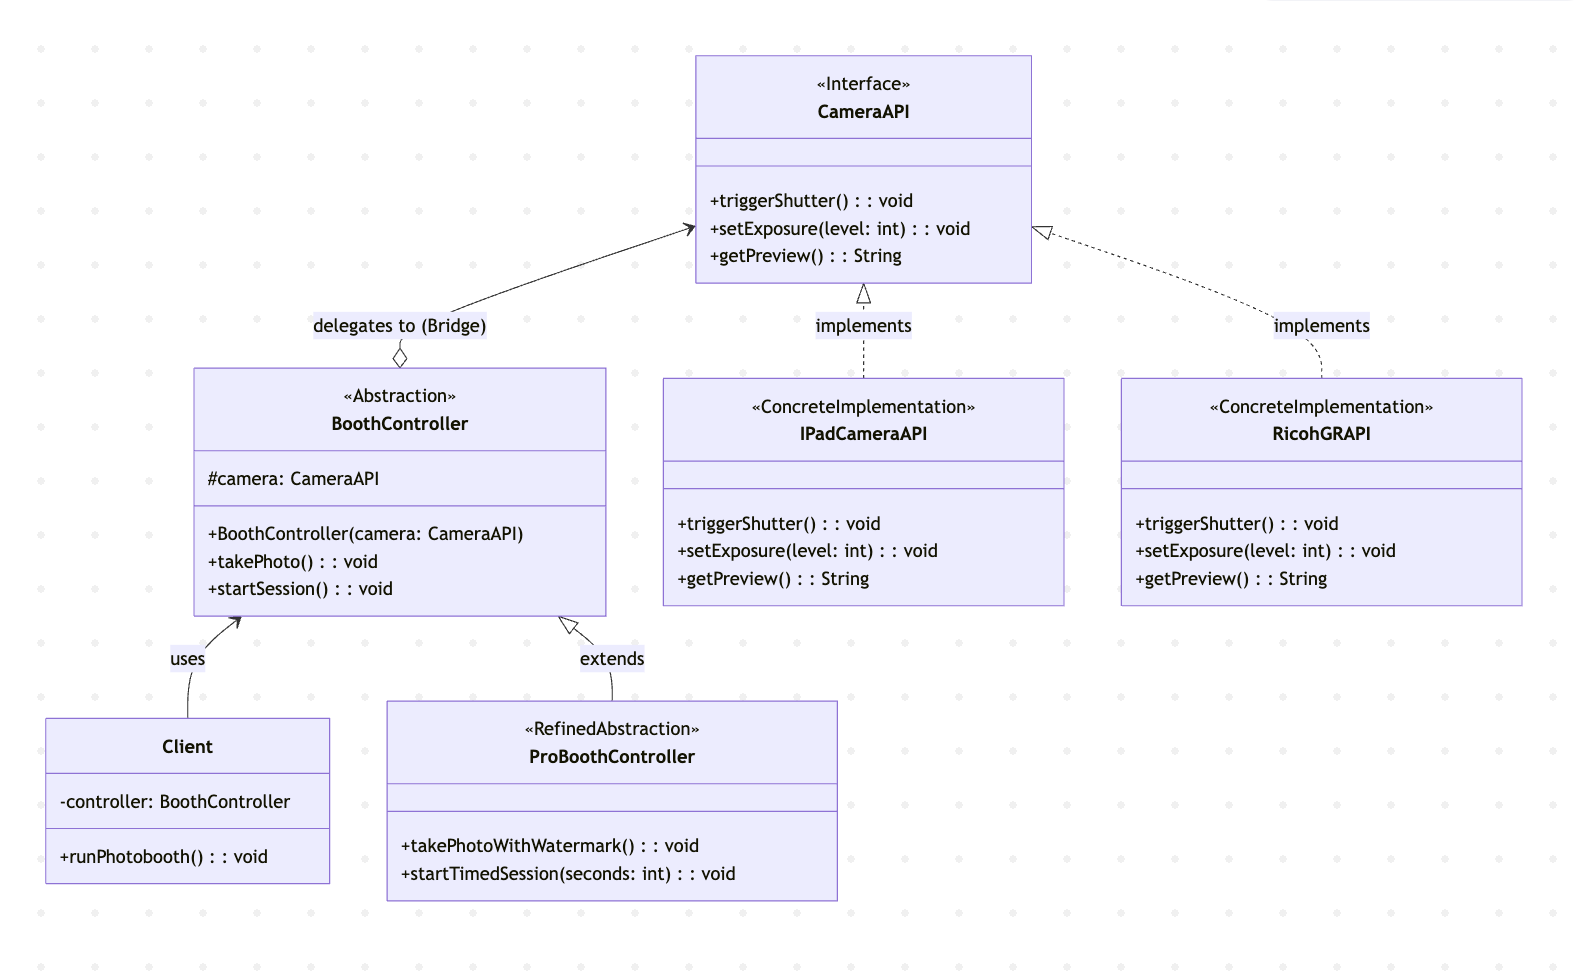 «Interface»
CameraAPI
+triggerShutter() : : void
+setExposure(level: int) : : void
+getPreview() : : String
delegates to (Bridge)
implements
implements
«Abstraction»
BoothController
#camera: CameraAPI
+BoothController(camera: CameraAPI)
+takePhoto() : : void
+startSession() : : void
«ConcreteImplementation»
IPadCameraAPI
+triggerShutter() : : void
+setExposure(level: int) : : void
+getPreview() : : String
«ConcreteImplementation»
RicohGRAPI
+triggerShutter() : : void
+setExposure(level: int) : : void
+getPreview() : : String
uses
extends
Client
-controller: BoothController
+runPhotobooth() : : void
«RefinedAbstraction»
ProBoothController
+takePhotoWithWatermark() : : void
+startTimedSession(seconds: int) : : void